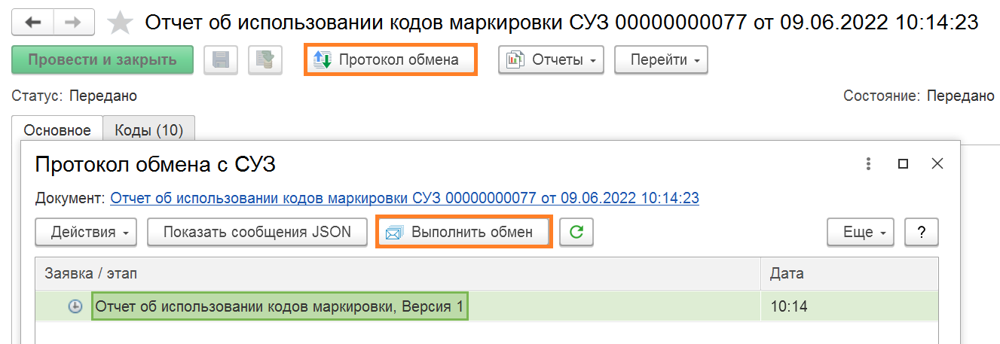 Отчет об использовании кодов маркировки СУЗ 00000000077 от 09.06.2022 10:14:23
Провести и закрыть Протокол обмена Отчеты Перейти
Статус: Передано Состояние: Передано
Основное Коды (10)
Протокол обмена с СУЗ
Документ: Отчет об использовании кодов маркировки СУЗ 00000000077 от 09.06.2022 10:14:23
Действия Показать сообщения JSON Выполнить обмен Еще ?
Заявка / этап Дата
Отчет об использовании кодов маркировки, Версия 1 10:14